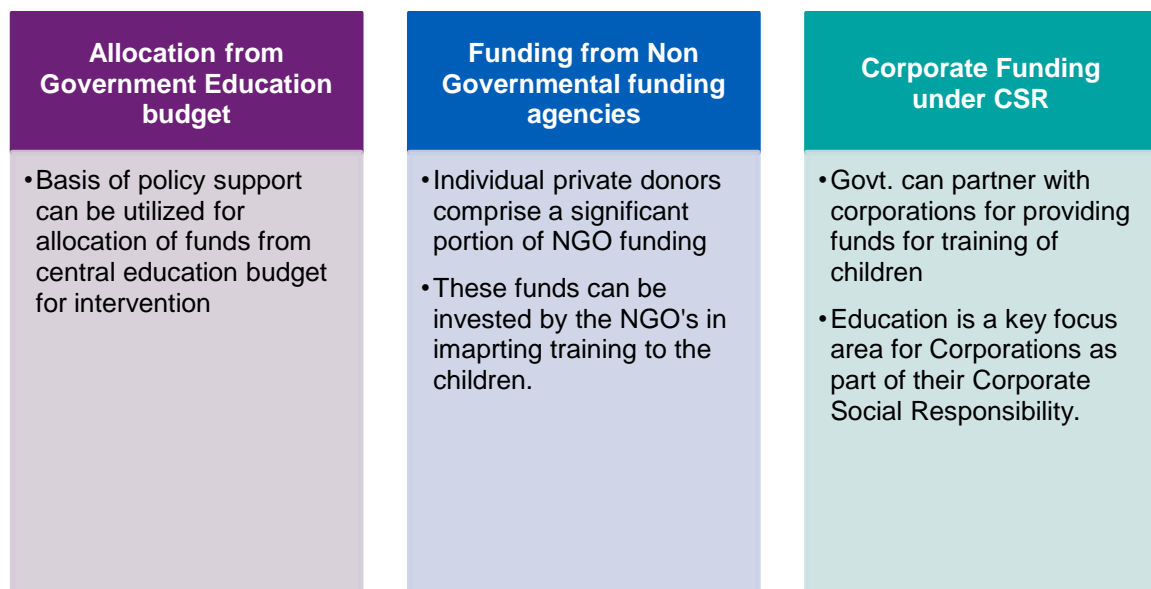 Allocation from
Government Education
budget
•Basis of policy support
can be utilized for
allocation of funds from
central education budget
for intervention
Funding from Non
Governmental funding
agencies
•Individual private donors
comprise a significant
portion of NGO funding
•These funds can be
invested by the NGO's in
imaprting training to the
children.
Corporate Funding
under CSR
•Govt. can partner with
corporations for providing
funds for training of
children
•Education is a key focus
area for Corporations as
part of their Corporate
Social Responsibility.